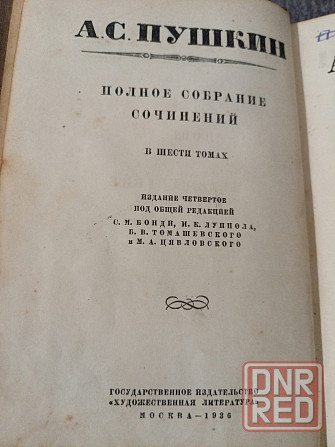 А.С.ПУШКИН
ПОЛНОЕ СОБРАНИЕ
СОЧИНЕНИЙ
В ШЕСТИ ТОМАХ
ИЗДАНИЕ ЧЕТВЕРТОЕ
ПОД ОБЩЕЙ РЕДАКЦИЕЙ
С. М. БОНДИ, И. К. ЛУППОЛА,
Б. В. ТОМАШЕВСКОГО
И М. А. ЦЯВЛОВСКОГО
ГОСУДАРСТВЕННОЕ ИЗДАТЕЛЬСТВО
«ХУДОЖЕСТВЕННАЯ ЛИТЕРАТУРА»
МОСКВА—1936
DNR
RED